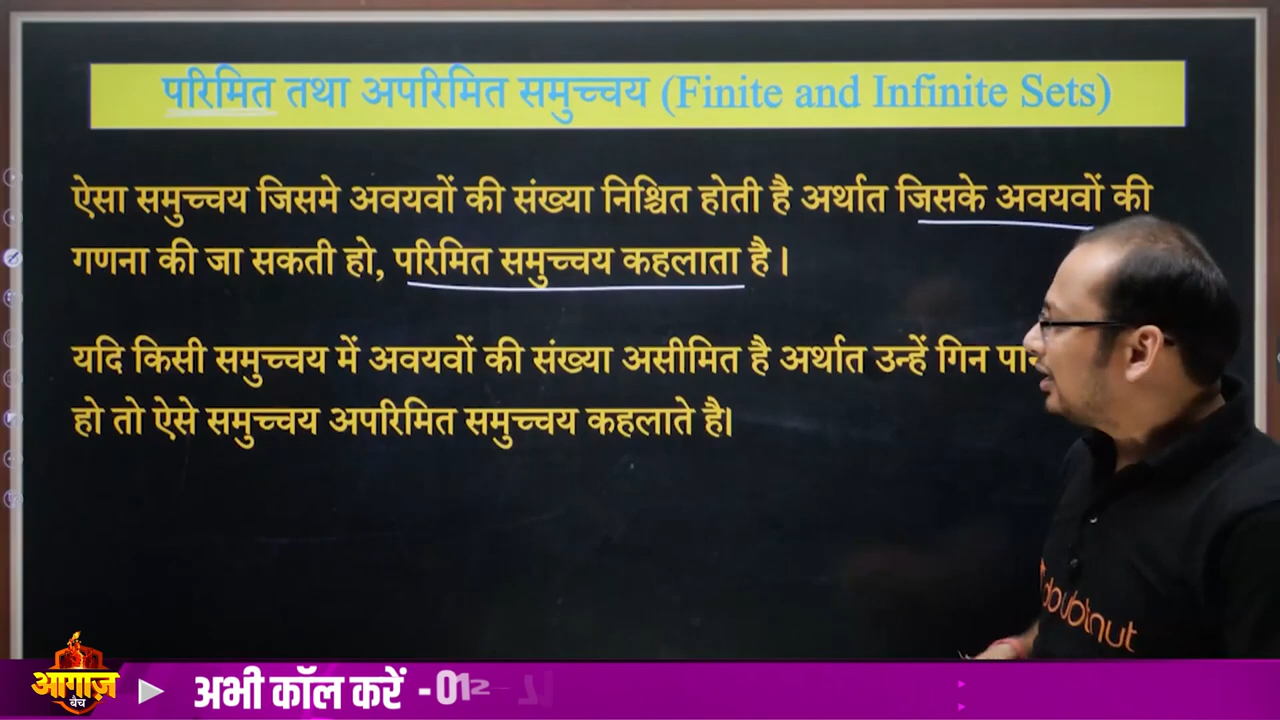 परिमित तथा अपरिमित समुच्चय (Finite and Infinite Sets)
ऐसा समुच्चय जिसमे अवयवों की संख्या निश्चित होती है अर्थात जिसके अवयवों की
गणना की जा सकती हो, परिमित समुच्चय कहलाता है।
यदि किसी समुच्चय में अवयवों की संख्या असीमित है अर्थात उन्हें गिन
हो तो ऐसे समुच्चय अपरिमित समुच्चय कहलाते है।
doubtnut
आगाज़
बैच
अभी कॉल करें -012